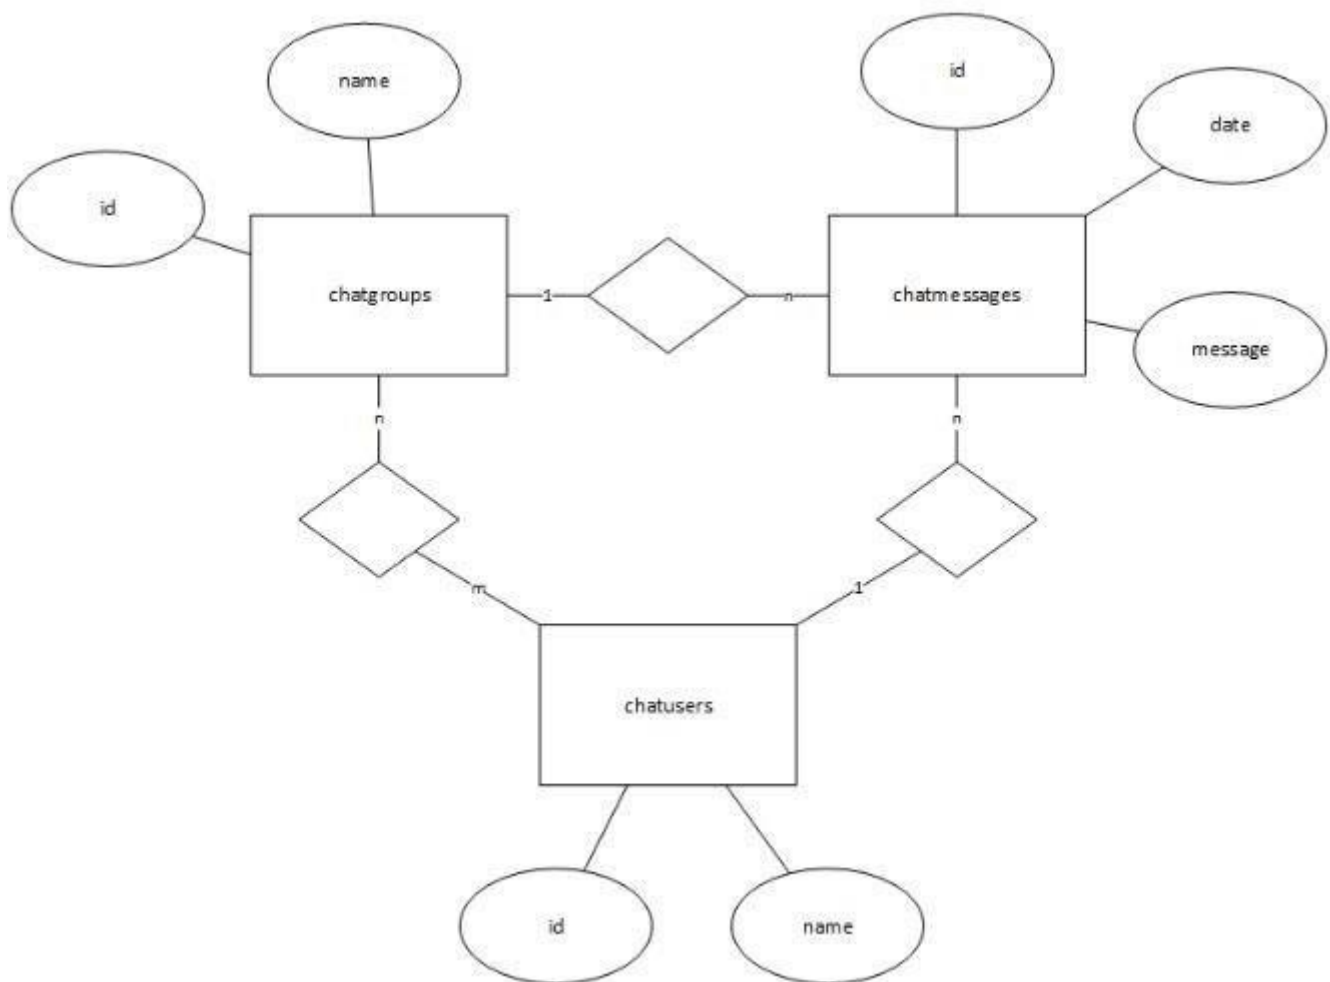 name
id
id
date
chatgroups
1
n
chatmessages
message
n
n
m
1
chatusers
id
name